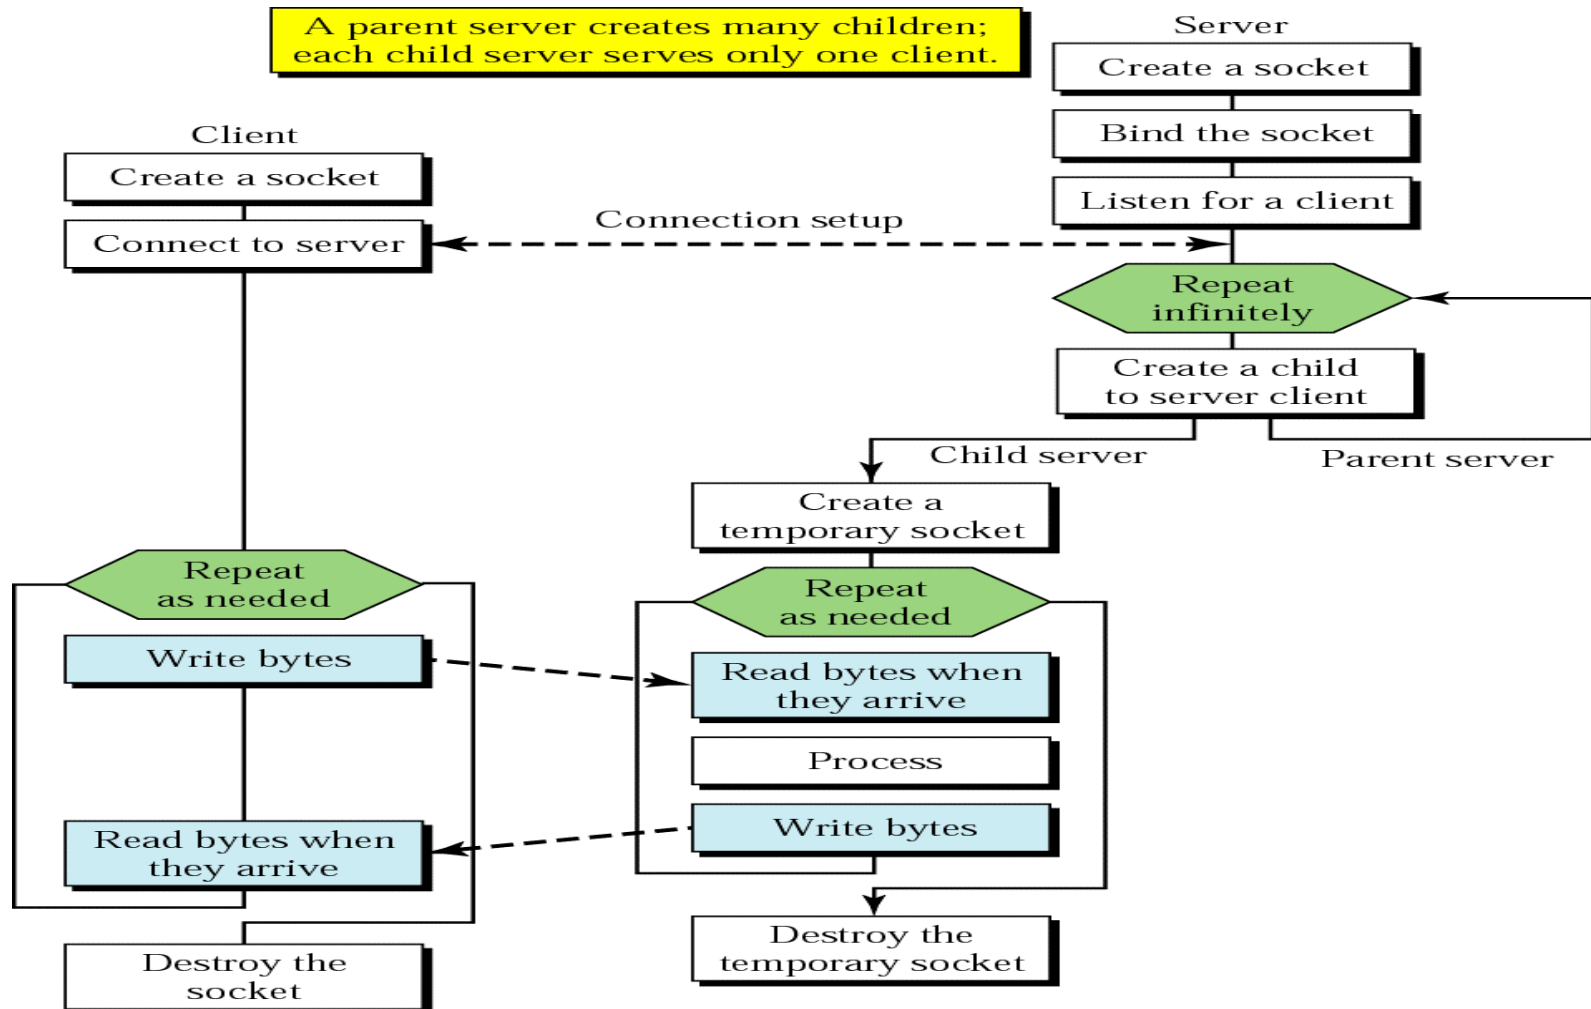 A parent server creates many children;
each child server serves only one client.
Server
Create a socket
Bind the socket
Listen for a client
Client
Create a socket
Connect to server
Connection setup
Repeat
infinitely
Create a child
to server client
Child server
Parent server
Create a
temporary socket
Repeat
as needed
Write bytes
Read bytes when
they arrive
Destroy the
socket
Repeat
as needed
Read bytes when
they arrive
Process
Write bytes
Destroy the
temporary socket